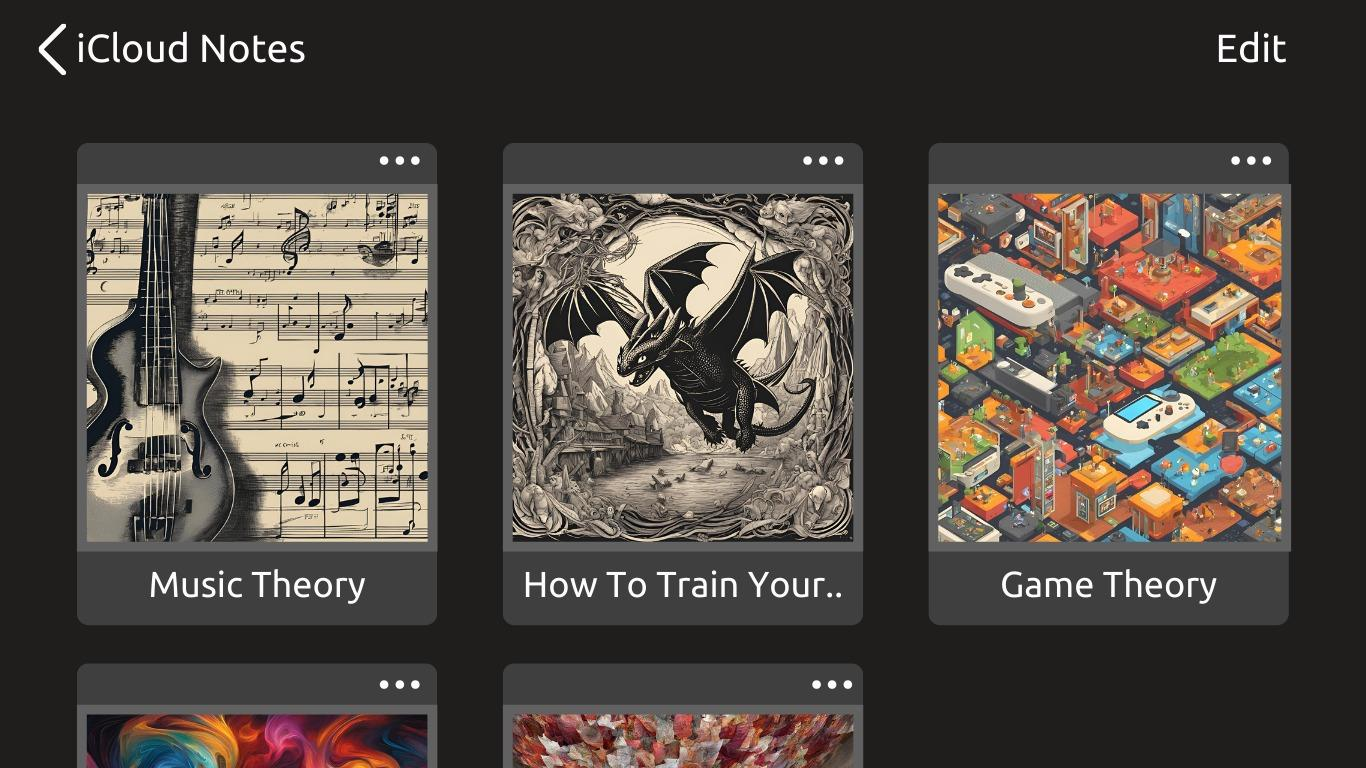 iCloud Notes
Edit
Music Theory
How To Train Your..
Game Theory